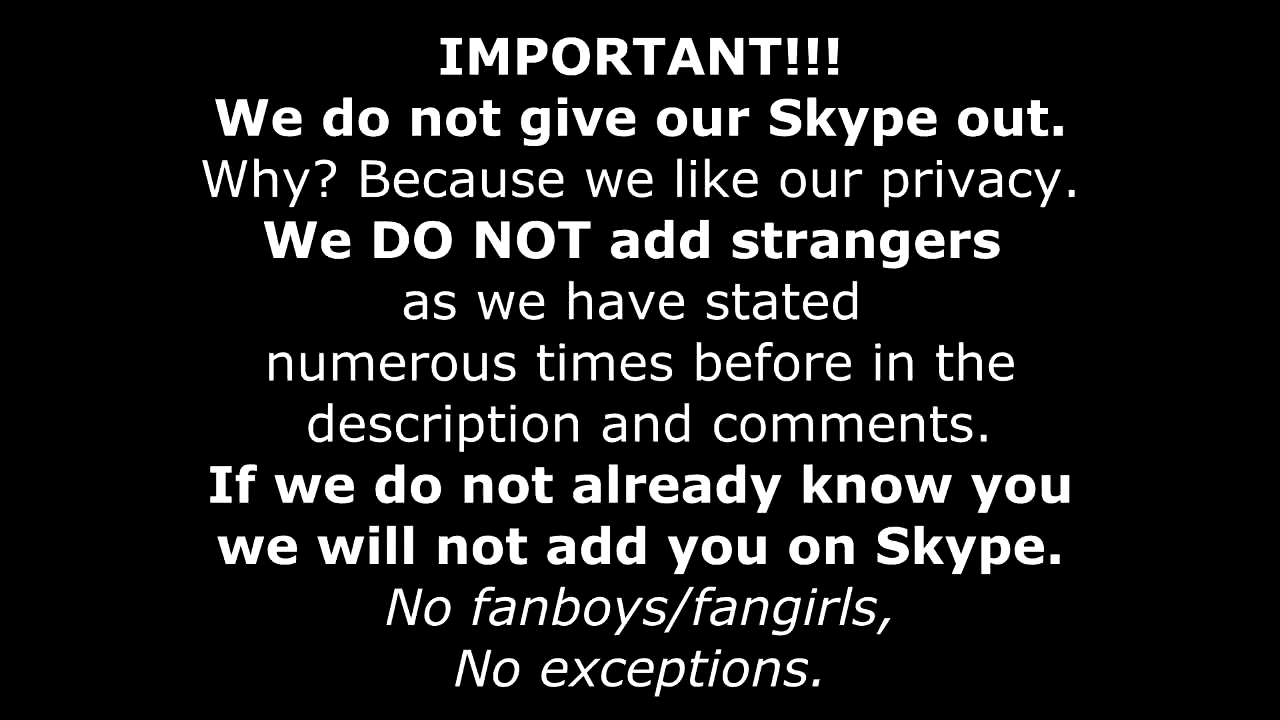 IMPORTANT!!!
We do not give our Skype out.
Why? Because we like our privacy.
We DO NOT add strangers
as we have stated
numerous times before in the
description and comments.
If we do not already know you
we will not add you on Skype.
No fanboys/fangirls,
No exceptions.